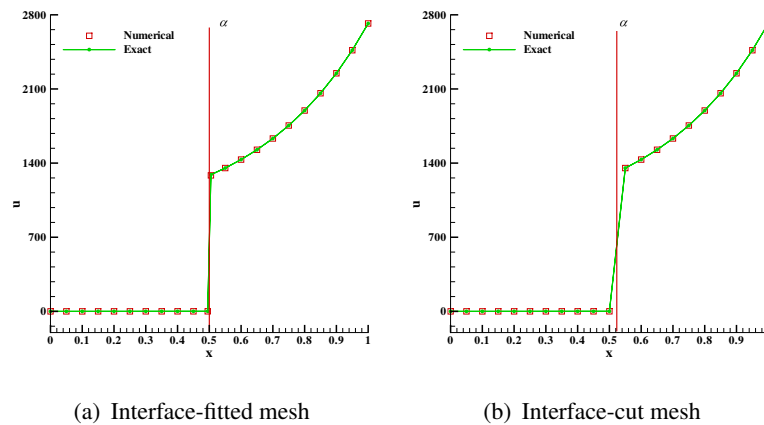 α
Numerical
Exact
2800
2100
1400
700
0
u
0 0.1 0.2 0.3 0.4 0.5 0.6 0.7 0.8 0.9 1
x
(a) Interface-fitted mesh
α
Numerical
Exact
2800
2100
1400
700
0
u
0 0.1 0.2 0.3 0.4 0.5 0.6 0.7 0.8 0.9
x
(b) Interface-cut mesh